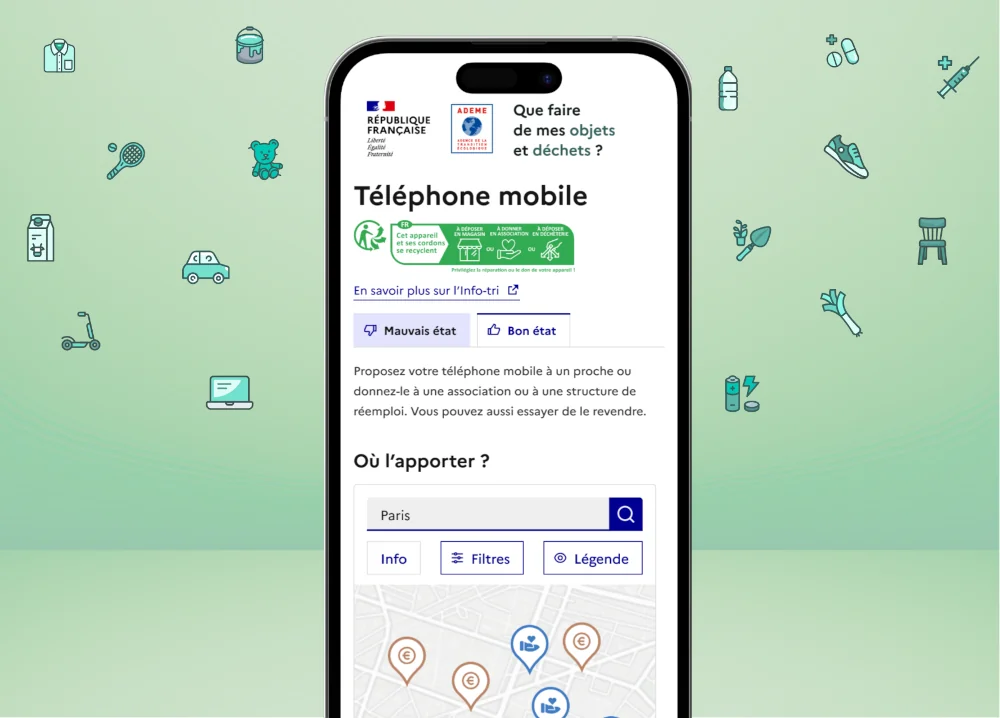 RÉPUBLIQUE
FRANÇAISE
Liberté
Égalité
Fraternité
ADEME
AGENCE DE LA
TRANSITION
ÉCOLOGIQUE
Que faire
de mes objets
et déchets ?
Téléphone mobile
FR
Cet appareil
et ses cordons
se recyclent
À DÉPOSER
EN MAGASIN
OU
À DONNER
EN ASSOCIATION
OU
À DÉPOSER
EN DÉCHÈTERIE
Privilégiez la réparation ou le don de votre appareil !
En savoir plus sur l’Info-tri
Mauvais état
Bon état
Proposez votre téléphone mobile à un proche ou
donnez-le à une association ou à une structure de
réemploi. Vous pouvez aussi essayer de le revendre.
Où l’apporter ?
Paris
Info
Filtres
Légende
€
€
€